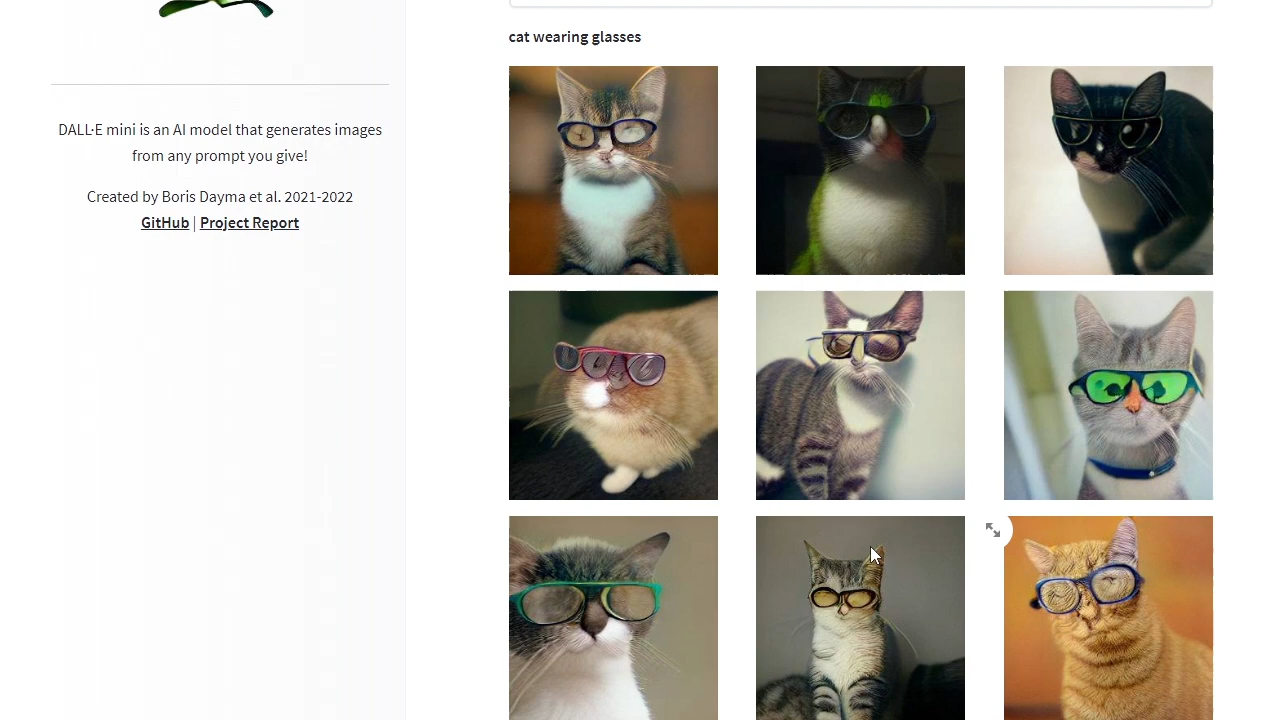 cat wearing glasses
DALL·E mini is an AI model that generates images
from any prompt you give!
Created by Boris Dayma et al. 2021-2022
GitHub | Project Report